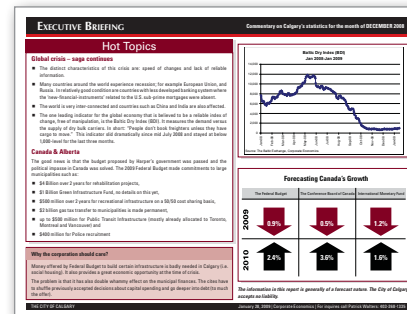 EXECUTIVE BRIEFING
Commentary on Calgary's statistics for the month of DECEMBER 2008
Hot Topics
Global crisis – saga continues
The distinct characteristics of this crisis are: speed of changes and lack of reliable
information.
Many countries around the world experience recession; for example European Union, and
Russia. In relatively good condition are countries with less developed banking system where
the 'new-financial-instruments' related to the U.S. sub-prime mortgages were absent.
The world is very inter-connected and countries such as China and India are also affected.
The one leading indicator for the global economy that is believed to be a reliable index of
change, free of manipulation, is the Baltic Dry Index (BDI). It measures the demand versus
the supply of dry bulk carriers. In short: "People don't book freighters unless they have
cargo to move." This indicator slid dramatically since mid July 2008 and stayed at below
1,000-level for the last three months.
Canada & Alberta
The good news is that the budget proposed by Harper's government was passed and the
political impasse in Canada was solved. The 2009 Federal Budget made commitments to large
municipalities such as:
$4 Billion over 2 years for rehabilitation projects,
$1 Billion Green Infrastructure Fund, no details on this yet,
$500 million over 2 years for recreational infrastructure on a 50/50 cost sharing basis,
$2 billion gas tax transfer to municipalities is made permanent,
up to $500 million for Public Transit Infrastructure (mostly already allocated to Toronto,
Montreal and Vancouver) and
$400 million for Police recruitment
Why the corporation should care?
Money offered by Federal Budget to build certain infrastructure is badly needed in Calgary (i.e.
social housing). It also provides a great economic opportunity at the time of crisis.
The problem is that it has also double whammy effect on the municipal finances. The cities have
to shuffle previously accepted decisions about capital spending and go deeper into debt (to match
the offer).
Baltic Dry Index (BDI)
Jan 2008-Jan 2009
Source: The Baltic Exchange, Corporate Economics
Forecasting Canada's Growth
The Federal Budget
The Conference Board of Canada
International Monetary Fund
2009
0.9%
0.5%
1.2%
2010
2.4%
3.6%
1.6%
The information in this report is generally of a forecast nature. The City of Calgary
accepts no liability.
THE CITY OF CALGARY
January 28, 2009 | Corporate Economics | For inquires call Patrick Walters: 403-268-1335